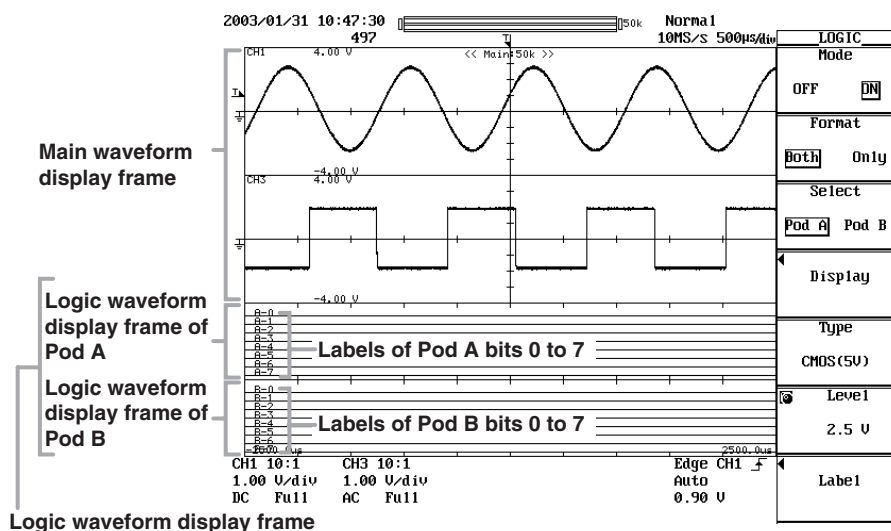 2003/01/31 10:47:30
497
50k
Normal
10MS/s 500µs/div
CH1
4.00 V
<< Main:50k >>
T
T
-4.00 V
CH3
4.00 V
-4.00 V
Main waveform
display frame
Logic waveform
display frame of
Pod A
A-0
A-1
A-2
A-3
A-4
A-5
A-6
A-7
Labels of Pod A bits 0 to 7
Logic waveform
display frame of
Pod B
B-0
B-1
B-2
B-3
B-4
B-5
B-6
Labels of Pod B bits 0 to 7
-2500.0us
2500.0us
CH1 10:1
1.00 V/div
DC Full
CH3 10:1
1.00 V/div
AC Full
Edge CH1
Auto
0.90 V
Logic waveform display frame
LOGIC
Mode
OFF ON
Format
Both Only
Select
Pod A Pod B
Display
Type
CMOS(5V)
Level
2.5 V
Label